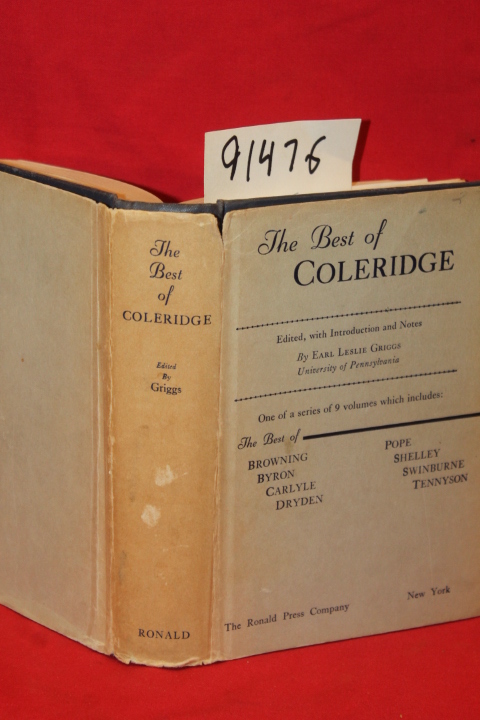 91476
The
Best
of
COLERIDGE
Edited
By
Griggs
RONALD
The Best of
COLERIDGE
Edited, with Introduction and Notes
By EARL LESLIE GRIGGS
University of Pennsylvania
One of a series of 9 volumes which includes:
The Best of
BROWNING
BYRON
CARLYLE
DRYDEN
POPE
SHELLEY
SWINBURNE
TENNYSON
The Ronald Press Company New York